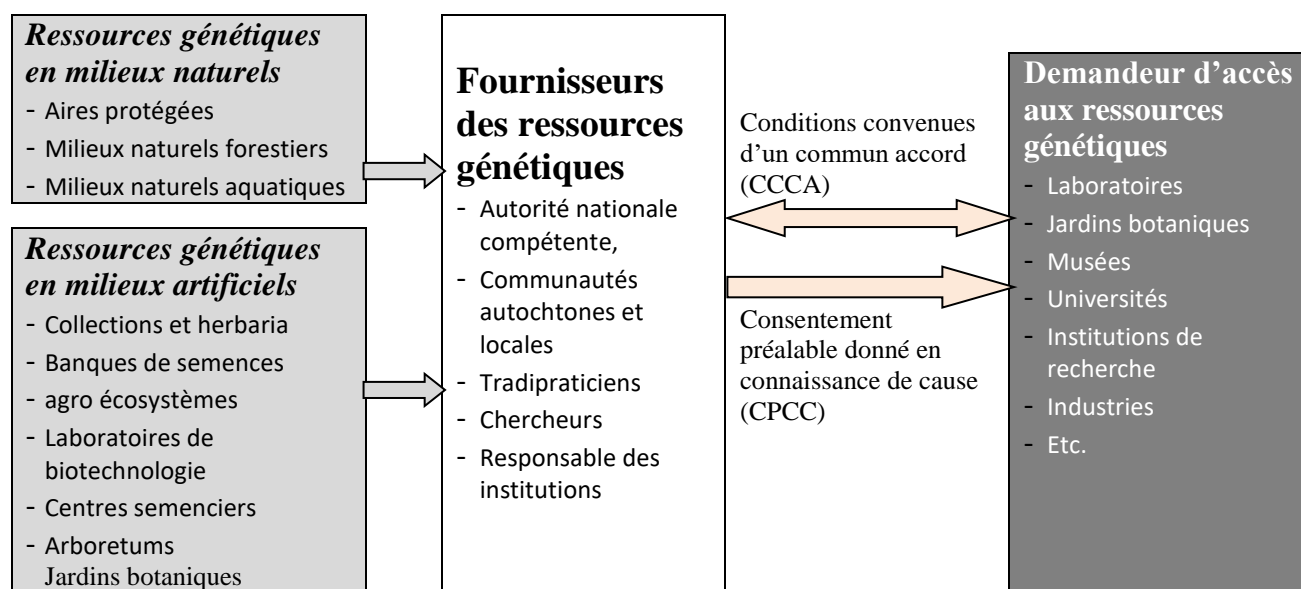 Ressources génétiques
en milieux naturels
- Aires protégées
- Milieux naturels forestiers
- Milieux naturels aquatiques
Ressources génétiques
en milieux artificiels
- Collections et herbaria
- Banques de semences
- agro écosystèmes
- Laboratoires de
biotechnologie
- Centres semenciers
- Arboretums
Jardins botaniques
Fournisseurs
des ressources
génétiques
- Autorité nationale
compétente,
- Communautés
autochtones et
locales
- Tradipraticiens
- Chercheurs
- Responsable des
institutions
Conditions convenues
d’un commun accord
(CCCA)
Consentement
préalable donné en
connaissance de cause
(CPCC)
Demandeur d’accès
aux ressources
génétiques
- Laboratoires
- Jardins botaniques
- Musées
- Universités
- Institutions de
recherche
- Industries
- Etc.